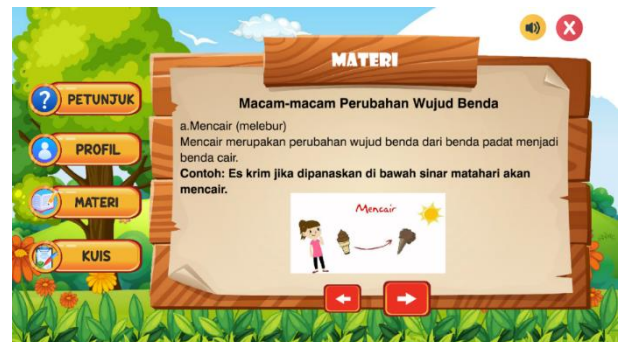 MATERI
PETUNJUK
PROFIL
MATERI
KUIS
Macam-macam Perubahan Wujud Benda
a.Mencair (melebur)
Mencair merupakan perubahan wujud benda dari benda padat menjadi
benda cair.
Contoh: Es krim jika dipanaskan di bawah sinar matahari akan
mencair.
Mencair